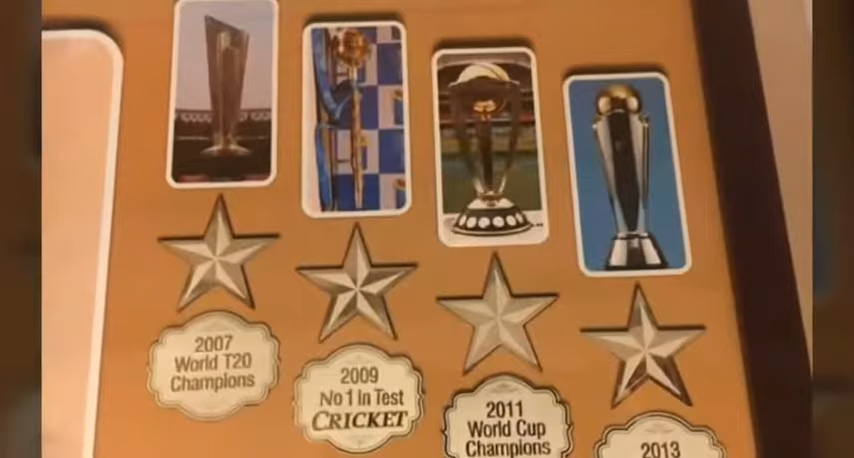 2007
World T20
Champions
2009
No 1 In Test
CRICKET
2011
World Cup
Champions
2013